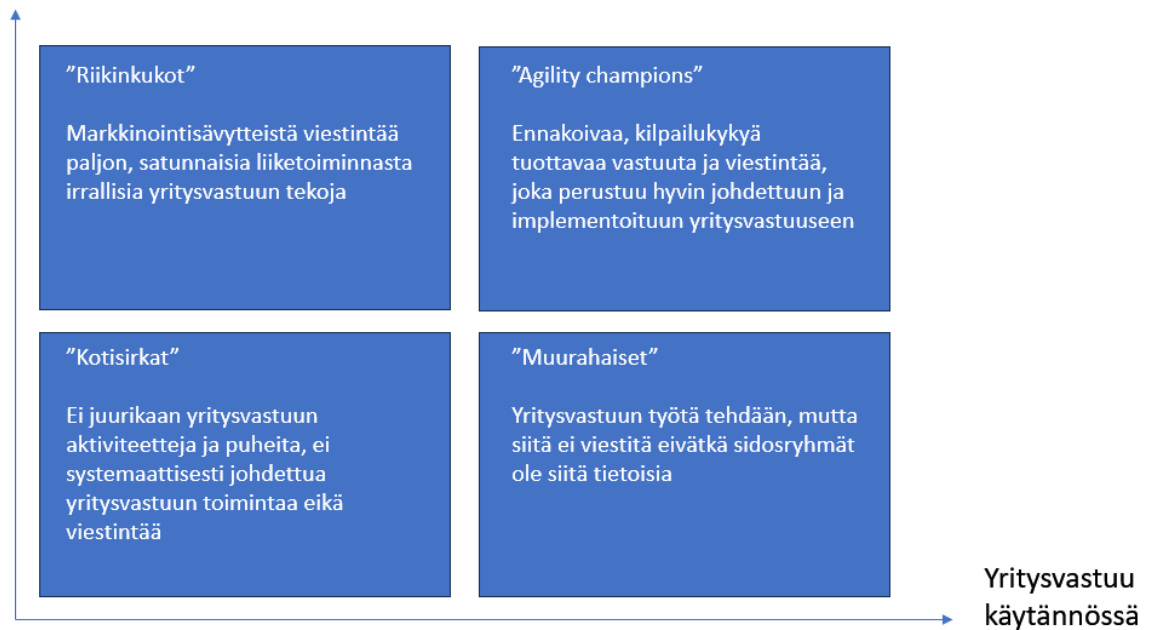 ”Riikinkukot”
Markkinointisävytteistä viestintää
paljon, satunnaisia liiketoiminnasta
irrallisia yritysvastuun tekoja
”Agility champions”
Ennakoivaa, kilpailukykyä
tuottavaa vastuuta ja viestintää,
joka perustuu hyvin johdettuun ja
implementoituun yritysvastuuseen
”Kotisirkat”
Ei juurikaan yritysvastuun
aktiviteetteja ja puheita, ei
systemaattisesti johdettua
yritysvastuun toimintaa eikä
viestintää
”Muurahaiset”
Yritysvastuun työtä tehdään, mutta
siitä ei viestitä eivätkä sidosryhmät
ole siitä tietoisia
Yritysvastuu
käytännössä